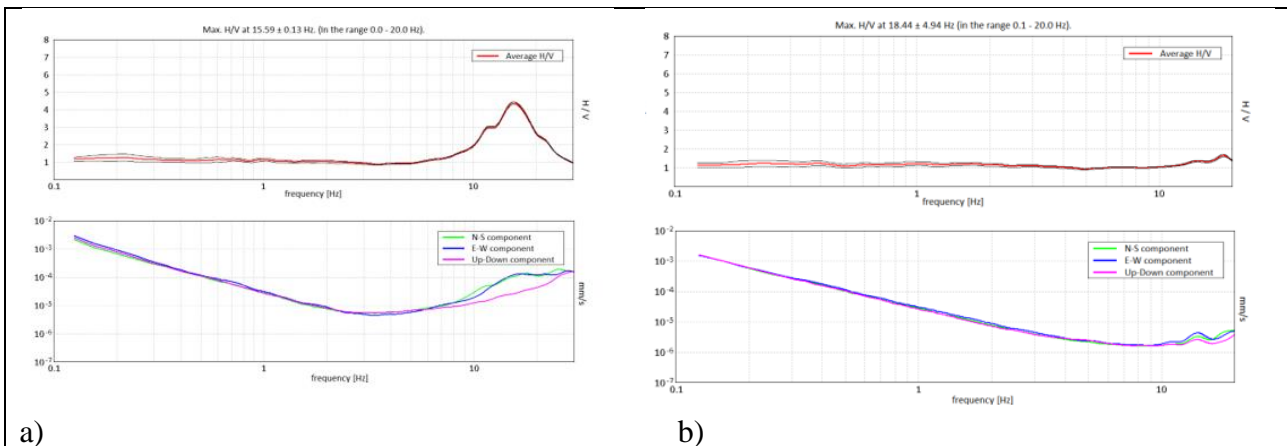 Max. H/V at 15.59 ± 0.13 Hz. (In the range 0.0 - 20.0 Hz).
8
7
6
5
4
3
2
1
Average H/V
H / V
0.1
1
10
frequency [Hz]
10-2
10-3
10-4
10-5
10-6
10-7
N-S component
E-W component
Up-Down component
mm/s
0.1
1
10
frequency [Hz]
a)
Max. H/V at 18.44 ± 4.94 Hz (in the range 0.1 - 20.0 Hz).
8
7
6
5
4
3
2
1
Average H/V
H / V
0.1
1
10
frequency [Hz]
10-2
10-3
10-4
10-5
10-6
10-7
N-S component
E-W component
Up-Down component
mm/s
0.1
1
10
frequency [Hz]
b)